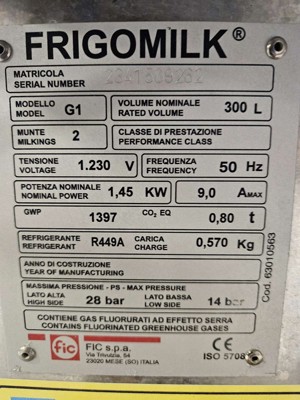 FRIGOMILK®
MATRICOLA
SERIAL NUMBER
MODELLO
MODEL
G1
VOLUME NOMINALE
RATED VOLUME
300 L
MUNTE
MILKINGS
2
CLASSE DI PRESTAZIONE
PERFORMANCE CLASS
TENSIONE
VOLTAGE
1.230 V
FREQUENZA
FREQUENCY
50 Hz
POTENZA NOMINALE
NOMINAL POWER
1,45 KW
9,0 AMAX
GWP
1397
CO₂ EQ
0,80 t
REFRIGERANTE
REFRIGERANT
R449A
CARICA
CHARGE
0,570 Kg
ANNO DI COSTRUZIONE
YEAR OF MANUFACTURING
MASSIMA PRESSIONE - PS - MAX PRESSURE
LATO ALTA
HIGH SIDE
28 bar
LATO BASSA
LOW SIDE
14 bar
CONTIENE GAS FLUORURATI AD EFFETTO SERRA
CONTAINS FLUORINATED GREENHOUSE GASES
fic
FIC s.p.a.
Via Trivulzia, 54
23020 MESE (SO) ITALIA
CE
ISO 5708
Cod. 63010563